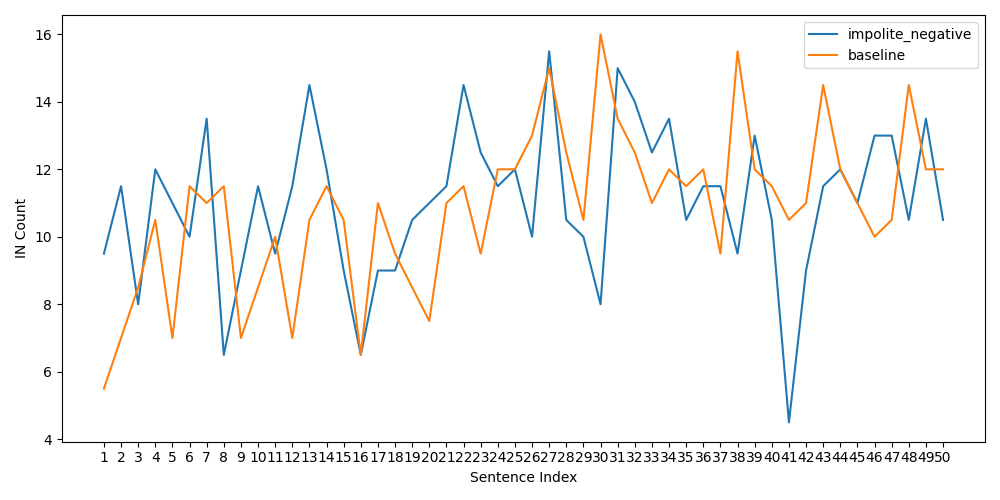 impolite_negative
baseline
16
14
12
10
8
6
4
IN Count
1 2 3 4 5 6 7 8 9 10 11 12 13 14 15 16 17 18 19 20 21 22 23 24 25 26 27 28 29 30 31 32 33 34 35 36 37 38 39 40 41 42 43 44 45 46 47 48 49 50
Sentence Index